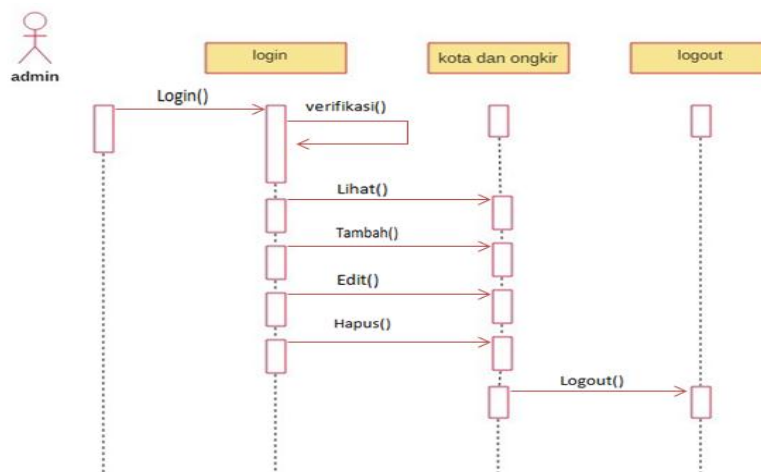 admin
login
kota dan ongkir
logout
Login()
verifikasi()
Lihat()
Tambah()
Edit()
Hapus()
Logout()